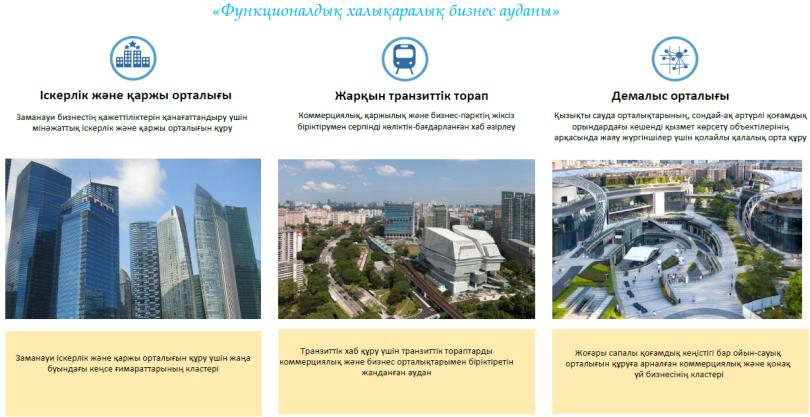 «Функционалдық халықаралық бизнес ауданы»
Іскерлік және қаржы орталығы
Заманауи бизнестің қажеттіліктерін қанағаттандыру үшін
мінәжаттық іскерлік және қаржы орталығын құру
Жарқын транзиттік торап
Коммерциялық, қаржылық және бизнес-парктің жіксіз
біріктірумен серпінді көліктік-бағдарланған хаб әзірлеу
Демалыс орталығы
Қызықты сауда орталықтарының, сондай-ақ әртүрлі қоғамдық
орындардағы кешенді қызмет көрсету объектілерінің
арқасында жаяу жүргіншілер үшін қолайлы қалалық орта құру
Заманауи іскерлік және қаржы орталығын құру үшін жаңа
буындағы кеңсе ғимараттарының кластері
Транзиттік хаб құру үшін транзиттік тораптарды
коммерциялық және бизнес орталықтарымен біріктіретін
жанданған аудан
Жоғары сапалы қоғамдық кеңістігі бар ойын-сауық
орталығын құруға арналған коммерциялық және қонақ
үй бизнесінің кластері